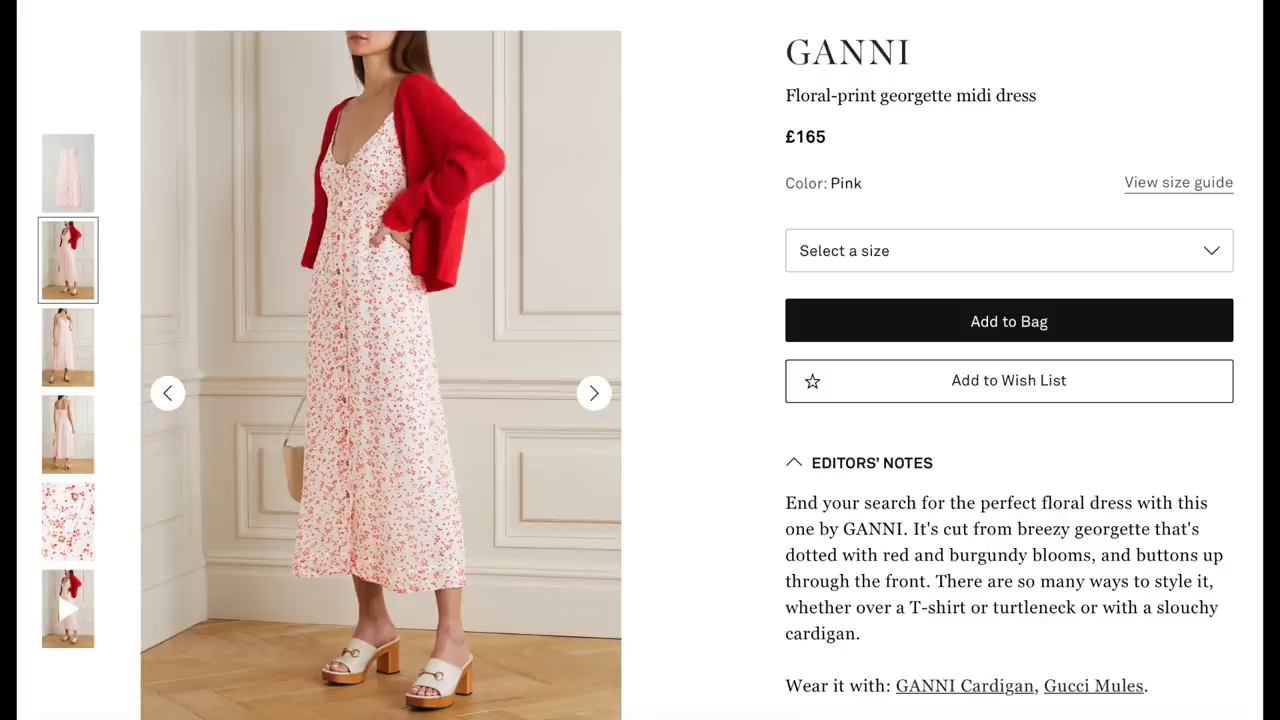 GANNI
Floral-print georgette midi dress
£165
Color: Pink
View size guide
Select a size
Add to Bag
Add to Wish List
EDITORS’ NOTES
End your search for the perfect floral dress with this
one by GANNI. It's cut from breezy georgette that's
dotted with red and burgundy blooms, and buttons up
through the front. There are so many ways to style it,
whether over a T-shirt or turtleneck or with a slouchy
cardigan.
Wear it with: GANNI Cardigan, Gucci Mules.